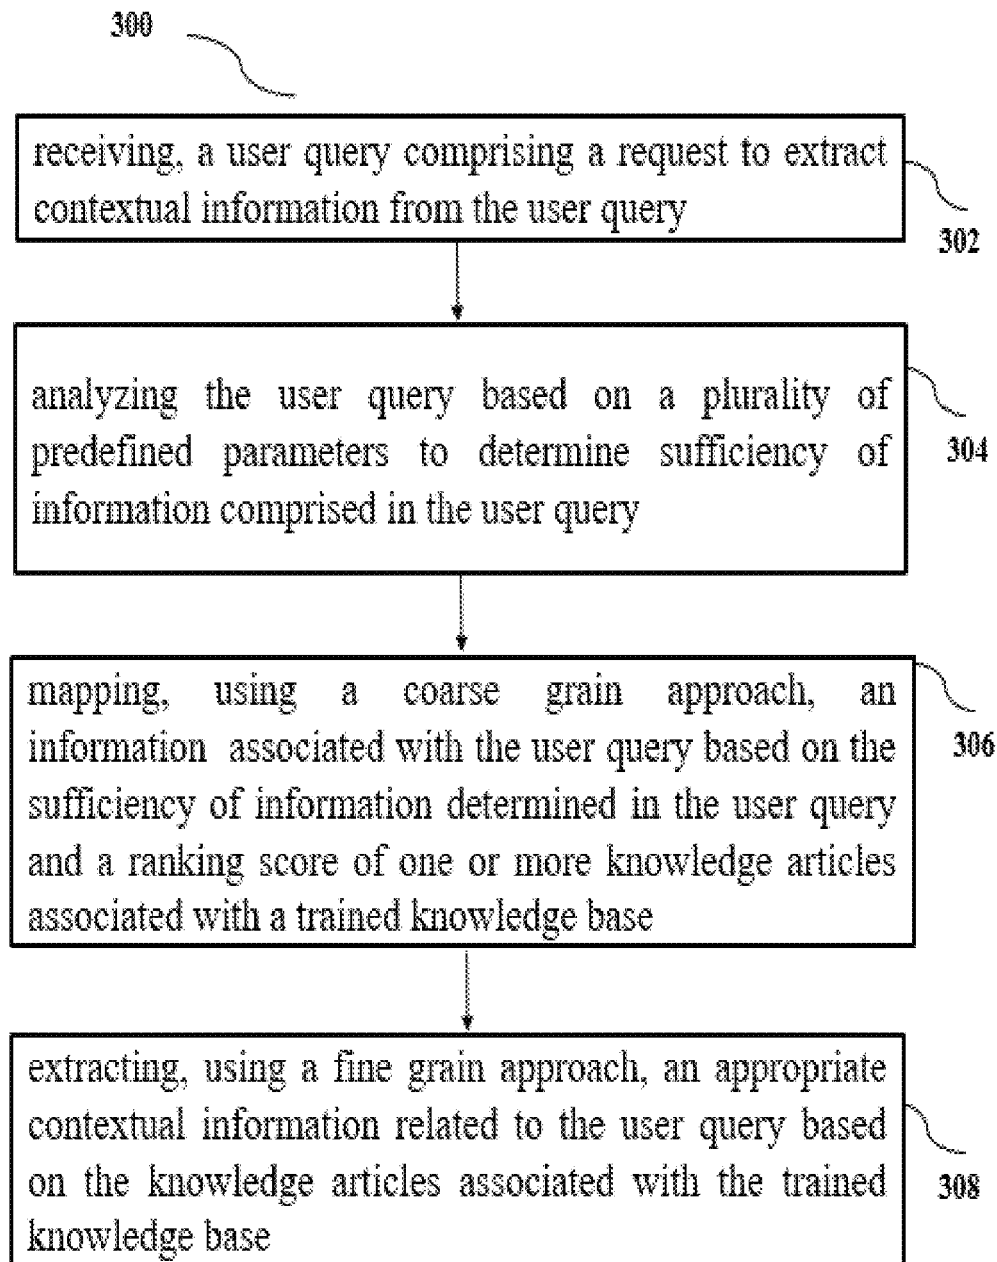 300
receiving, a user query comprising a request to extract
contextual information from the user query
302
analyzing the user query based on a plurality of
predefined parameters to determine sufficiency of
information comprised in the user query
304
mapping, using a coarse grain approach, an
information associated with the user query based on the
sufficiency of information determined in the user query
and a ranking score of one or more knowledge articles
associated with a trained knowledge base
306
extracting, using a fine grain approach, an appropriate
contextual information related to the user query based
on the knowledge articles associated with the trained
knowledge base
308